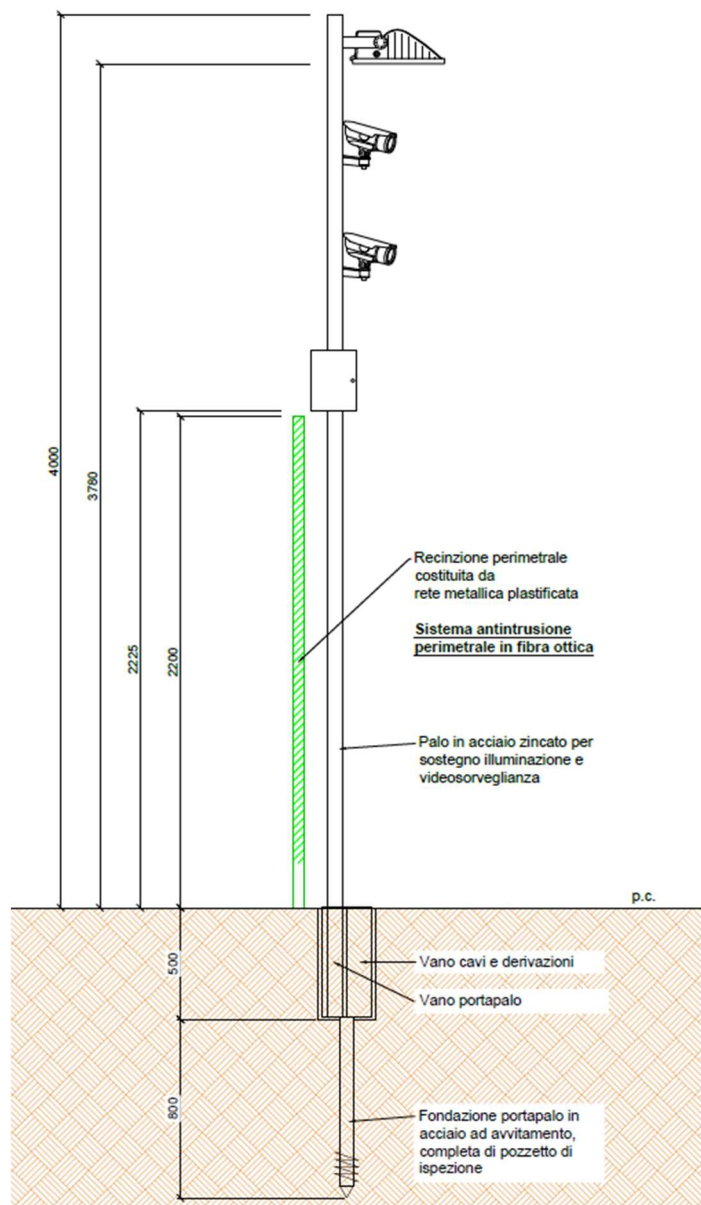 4000
3780
2225
2200
Recinzione perimetrale
costituita da
rete metallica plastificata
Sistema antintrusione
perimetrale in fibra ottica
Palo in acciaio zincato per
sostegno illuminazione e
videosorveglianza
p.c.
500
Vano cavi e derivazioni
Vano portapalo
800
Fondazione portapalo in
acciaio ad avvitamento,
completa di pozzetto di
ispezione